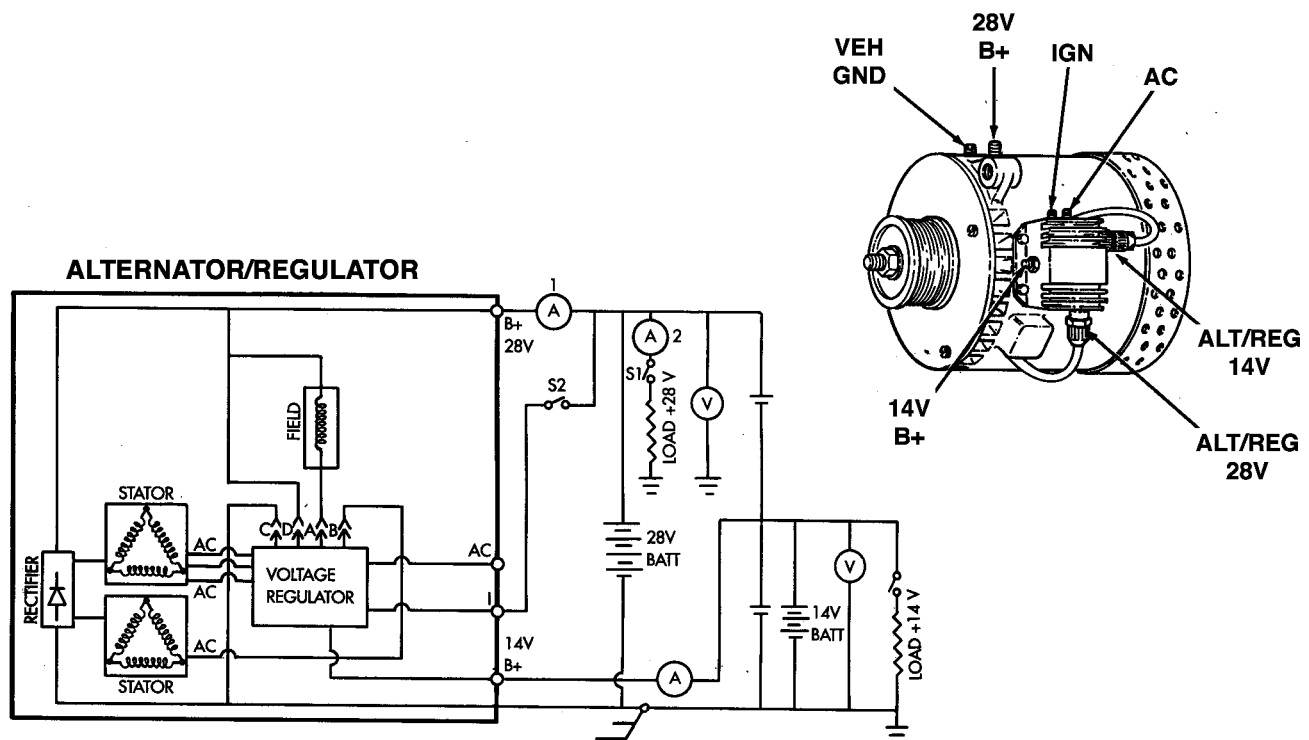 28V
B+
VEH
GND
IGN
AC
ALTERNATOR/REGULATOR
1
A
B+
28V
A
2
S1
LOAD +28 V
V
S2
FIELD
14V
B+
ALT/REG
14V
ALT/REG
28V
STATOR
C
D
A
B
AC
AC
AC
VOLTAGE
REGULATOR
RECTIFIER
AC
STATOR
I
14V
B+
A
28V
BATT
14V
BATT
V
LOAD +14 V